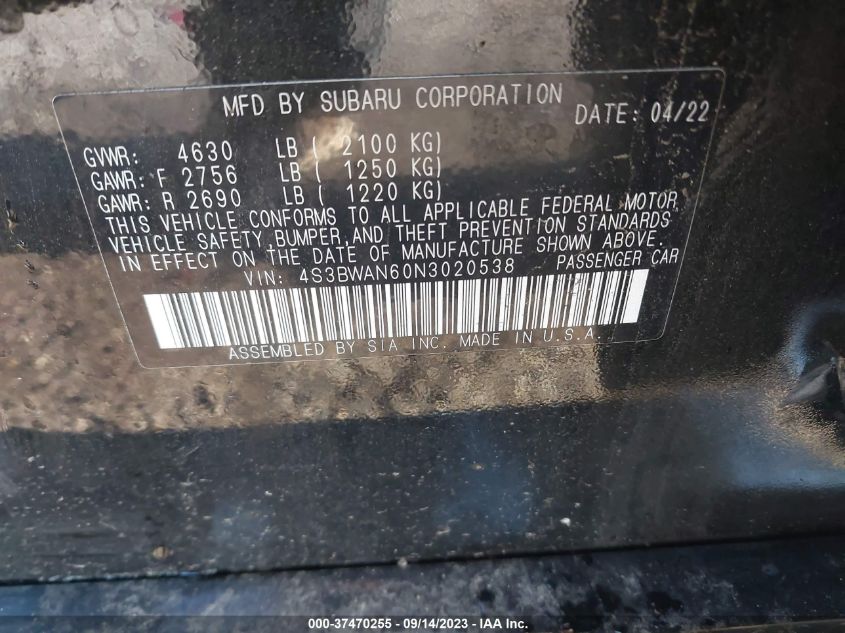 MFD BY SUBARU CORPORATION DATE: 04/22
GVWR: 4630 LB ( 2100 KG)
GAWR: F 2756 LB ( 1250 KG)
GAWR: R 2690 LB ( 1220 KG)
THIS VEHICLE CONFORMS TO ALL APPLICABLE FEDERAL MOTOR
VEHICLE SAFETY, BUMPER, AND THEFT PREVENTION STANDARDS
IN EFFECT ON THE DATE OF MANUFACTURE SHOWN ABOVE.
VIN: 4S3BWAN60N3020538 PASSENGER CAR
ASSEMBLED BY SIA INC. MADE IN U.S.A.
000-37470255 - 09/14/2023 - IAA Inc.